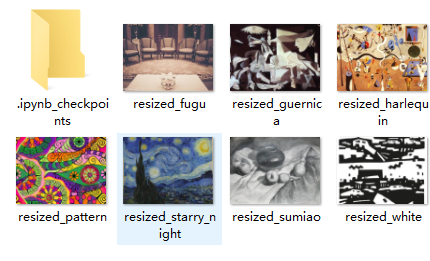 .ipynb_checkpoi
nts
resized_fugu
resized_guernic
a
resized_harlequ
in
resized_pattern
resized_starry_n
ight
resized_sumiao
resized_white